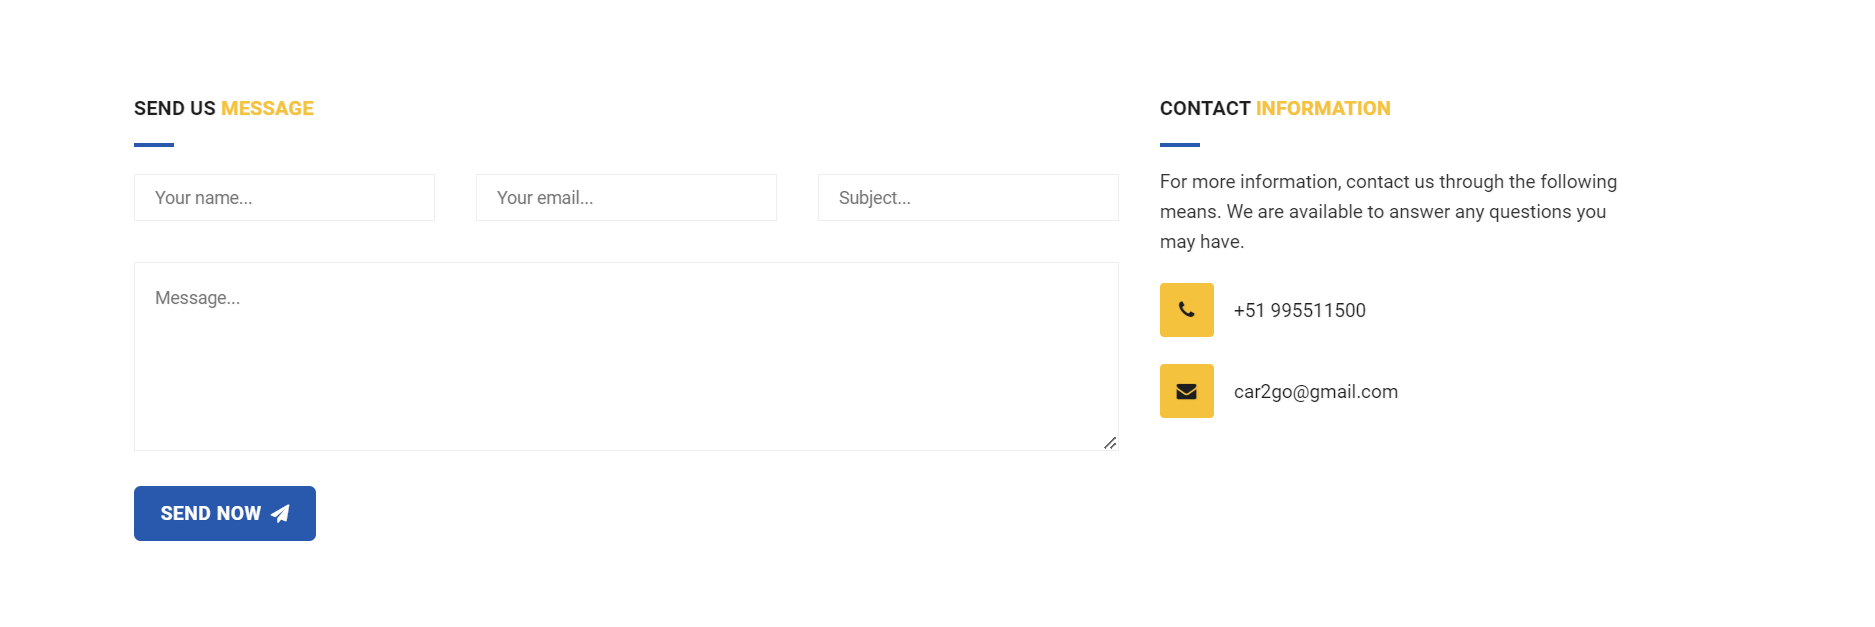 SEND US MESSAGE
Your name...
Your email...
Subject...
Message...
SEND NOW
CONTACT INFORMATION
For more information, contact us through the following
means. We are available to answer any questions you
may have.
+51 995511500
car2go@gmail.com